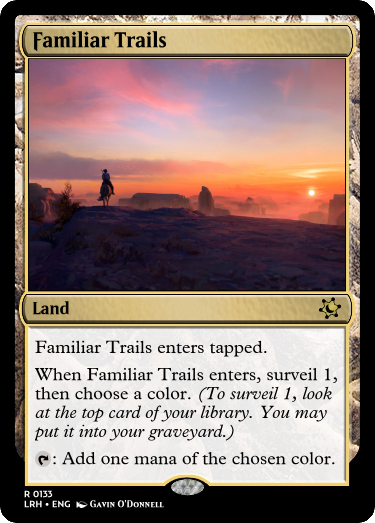 Familiar Trails
Land
Familiar Trails enters tapped.
When Familiar Trails enters, surveil 1,
then choose a color. (To surveil 1, look
at the top card of your library. You may
put it into your graveyard.)
: Add one mana of the chosen color.
R 0133
LRH • ENG Gavin O'Donnell